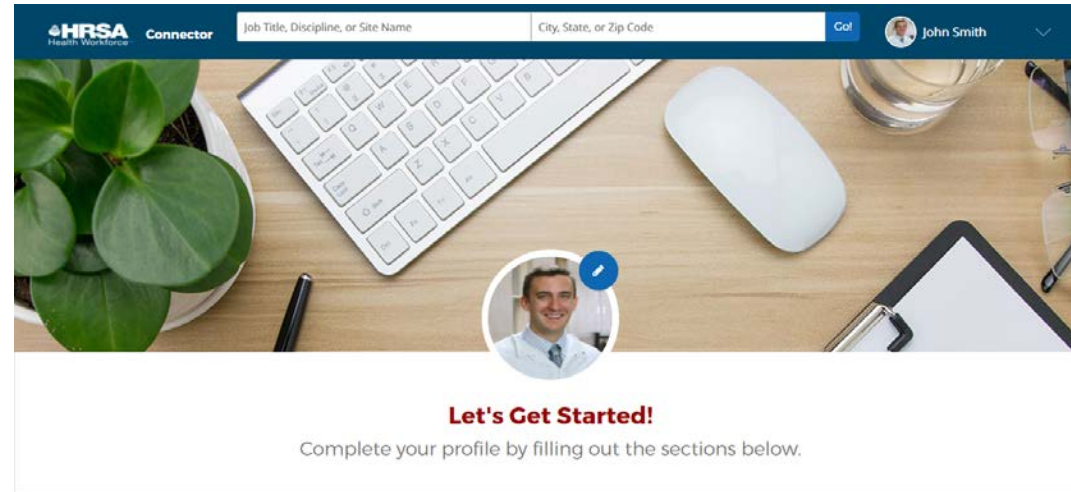 HRSA
Health Workforce
Connector
Job Title, Discipline, or Site Name
City, State, or Zip Code
Go!
John Smith
Let's Get Started!
Complete your profile by filling out the sections below.